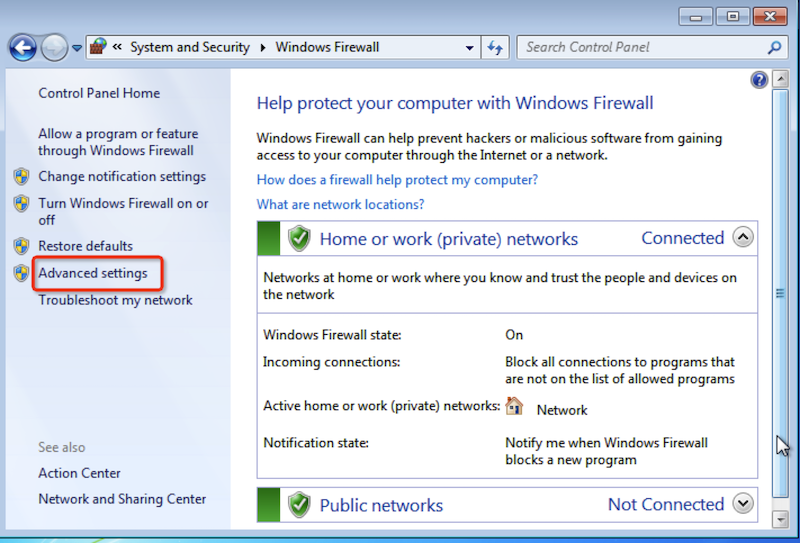 « System and Security ▸ Windows Firewall
Search Control Panel
Control Panel Home
Allow a program or feature
through Windows Firewall
Change notification settings
Turn Windows Firewall on or
off
Restore defaults
Advanced settings
Troubleshoot my network
See also
Action Center
Network and Sharing Center
Help protect your computer with Windows Firewall
Windows Firewall can help prevent hackers or malicious software from gaining
access to your computer through the Internet or a network.
How does a firewall help protect my computer?
What are network locations?
Home or work (private) networks Connected
Networks at home or work where you know and trust the people and devices on
the network
Windows Firewall state: On
Incoming connections: Block all connections to programs that
are not on the list of allowed programs
Active home or work (private) networks: Network
Notification state: Notify me when Windows Firewall
blocks a new program
Public networks Not Connected